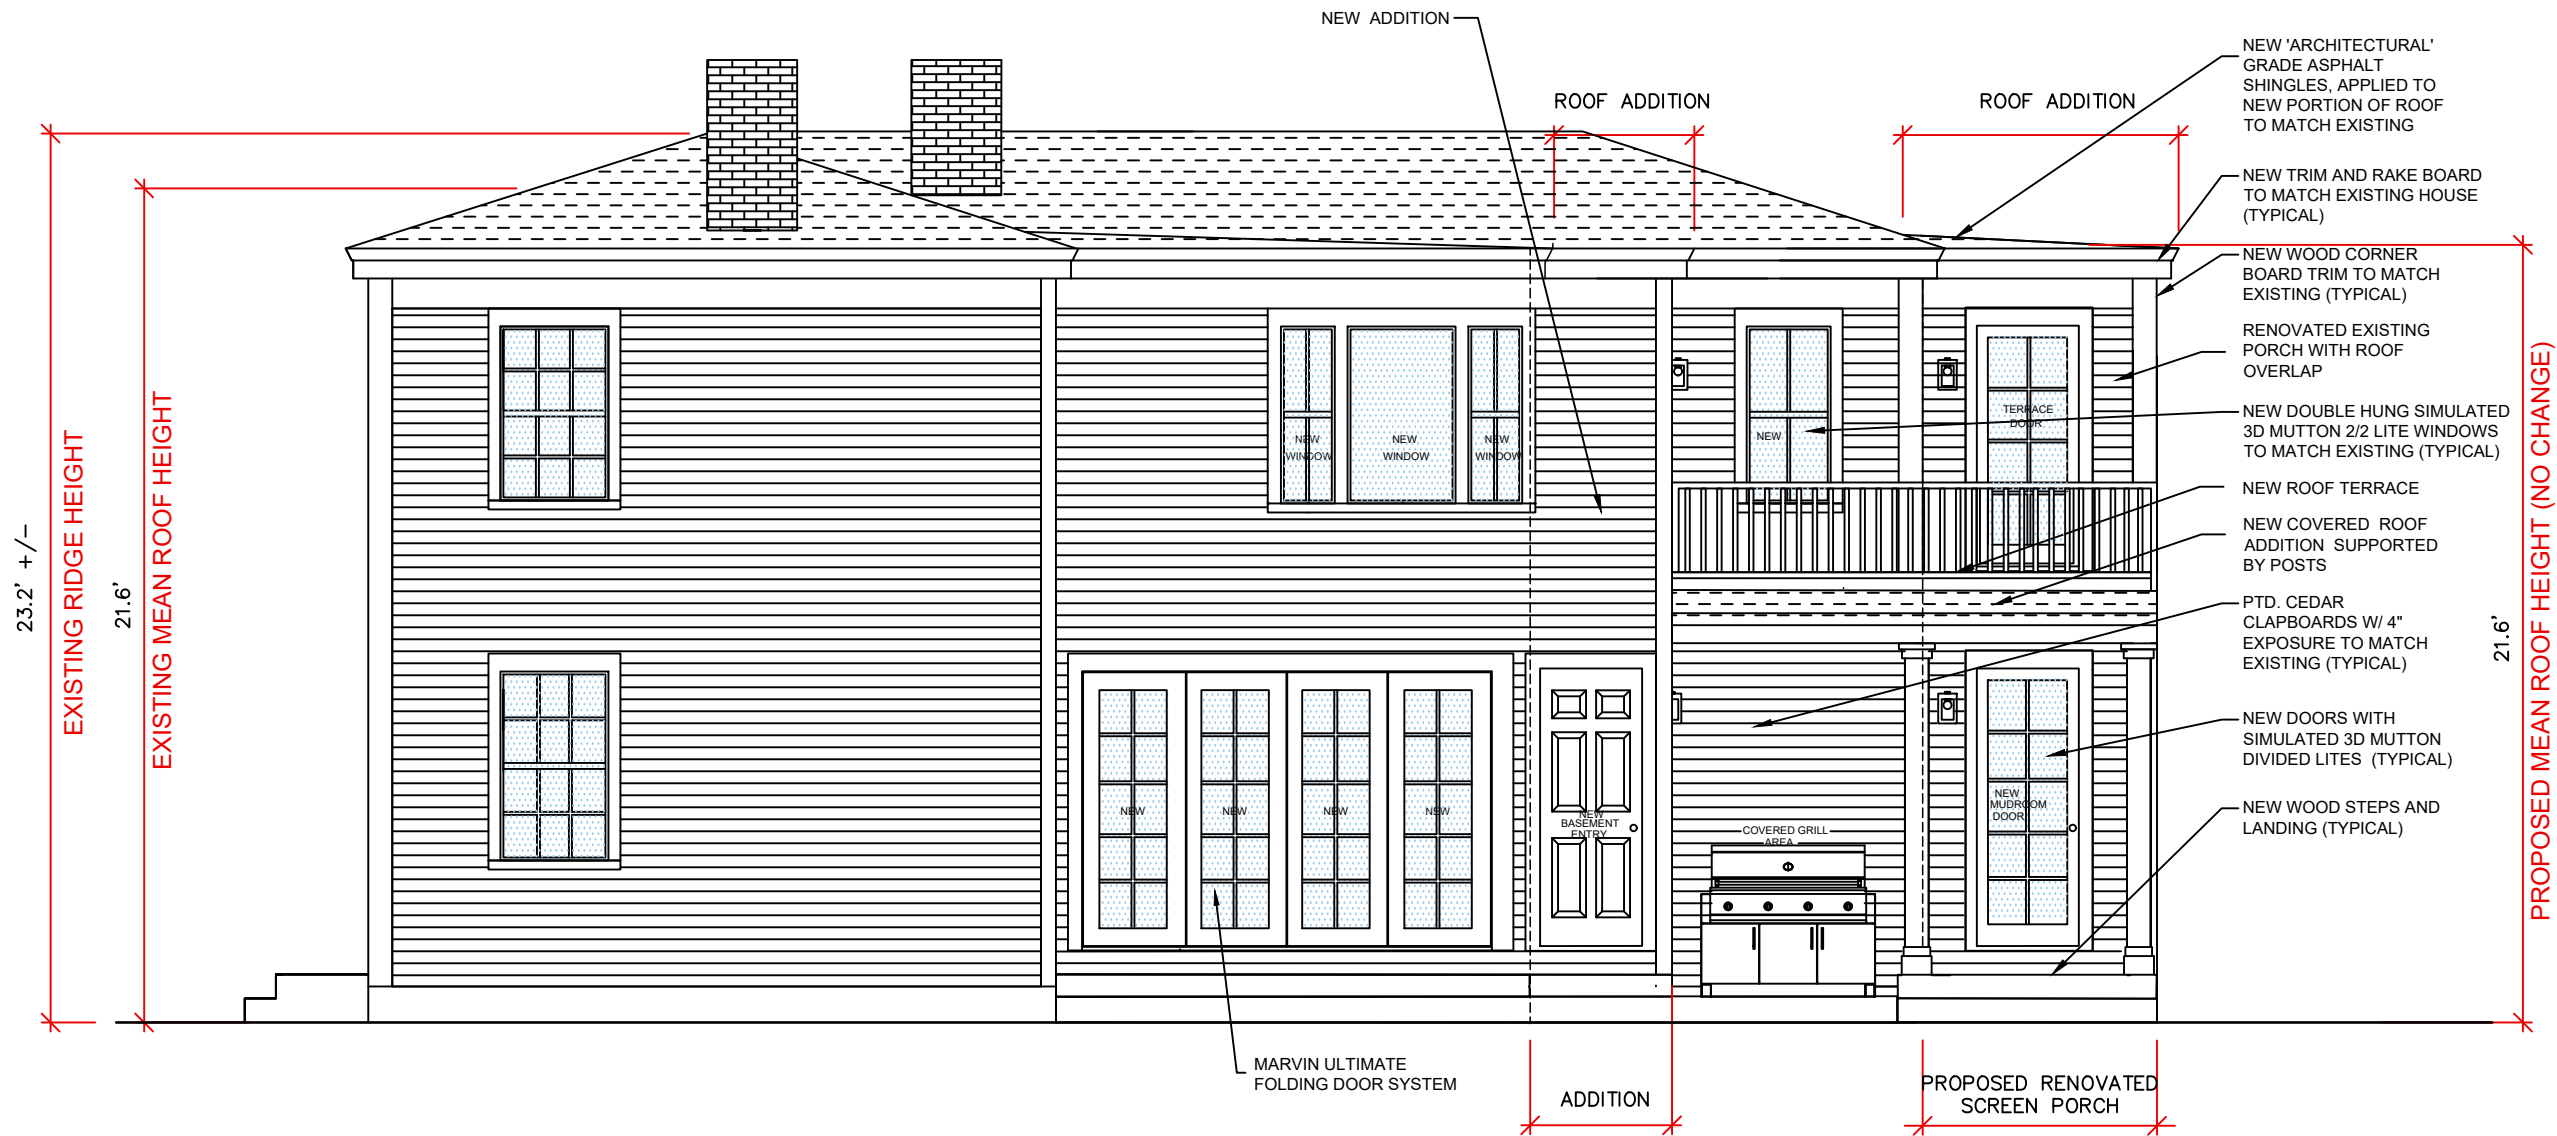 NEW ADDITION
ROOF ADDITION
ROOF ADDITION
NEW 'ARCHITECTURAL'
GRADE ASPHALT
SHINGLES, APPLIED TO
NEW PORTION OF ROOF
TO MATCH EXISTING
NEW TRIM AND RAKE BOARD
TO MATCH EXISTING HOUSE
(TYPICAL)
NEW WOOD CORNER
BOARD TRIM TO MATCH
EXISTING (TYPICAL)
RENOVATED EXISTING
PORCH WITH ROOF
OVERLAP
NEW DOUBLE HUNG SIMULATED
3D MUTTON 2/2 LITE WINDOWS
TO MATCH EXISTING (TYPICAL)
NEW ROOF TERRACE
NEW COVERED ROOF
ADDITION SUPPORTED
BY POSTS
PTD. CEDAR
CLAPBOARDS W/ 4"
EXPOSURE TO MATCH
EXISTING (TYPICAL)
NEW DOORS WITH
SIMULATED 3D MUTTON
DIVIDED LITES (TYPICAL)
NEW WOOD STEPS AND
LANDING (TYPICAL)
23.2' +/-
EXISTING RIDGE HEIGHT
21.6'
EXISTING MEAN ROOF HEIGHT
NEW
WINDOW
NEW
WINDOW
NEW
WINDOW
NEW
TERRACE
DOOR
NEW
NEW
NEW
NEW
NEW
BASEMENT
ENTRY
COVERED GRILL
AREA
NEW
MUDROOM
DOOR
21.6'
PROPOSED MEAN ROOF HEIGHT (NO CHANGE)
MARVIN ULTIMATE
FOLDING DOOR SYSTEM
ADDITION
PROPOSED RENOVATED
SCREEN PORCH